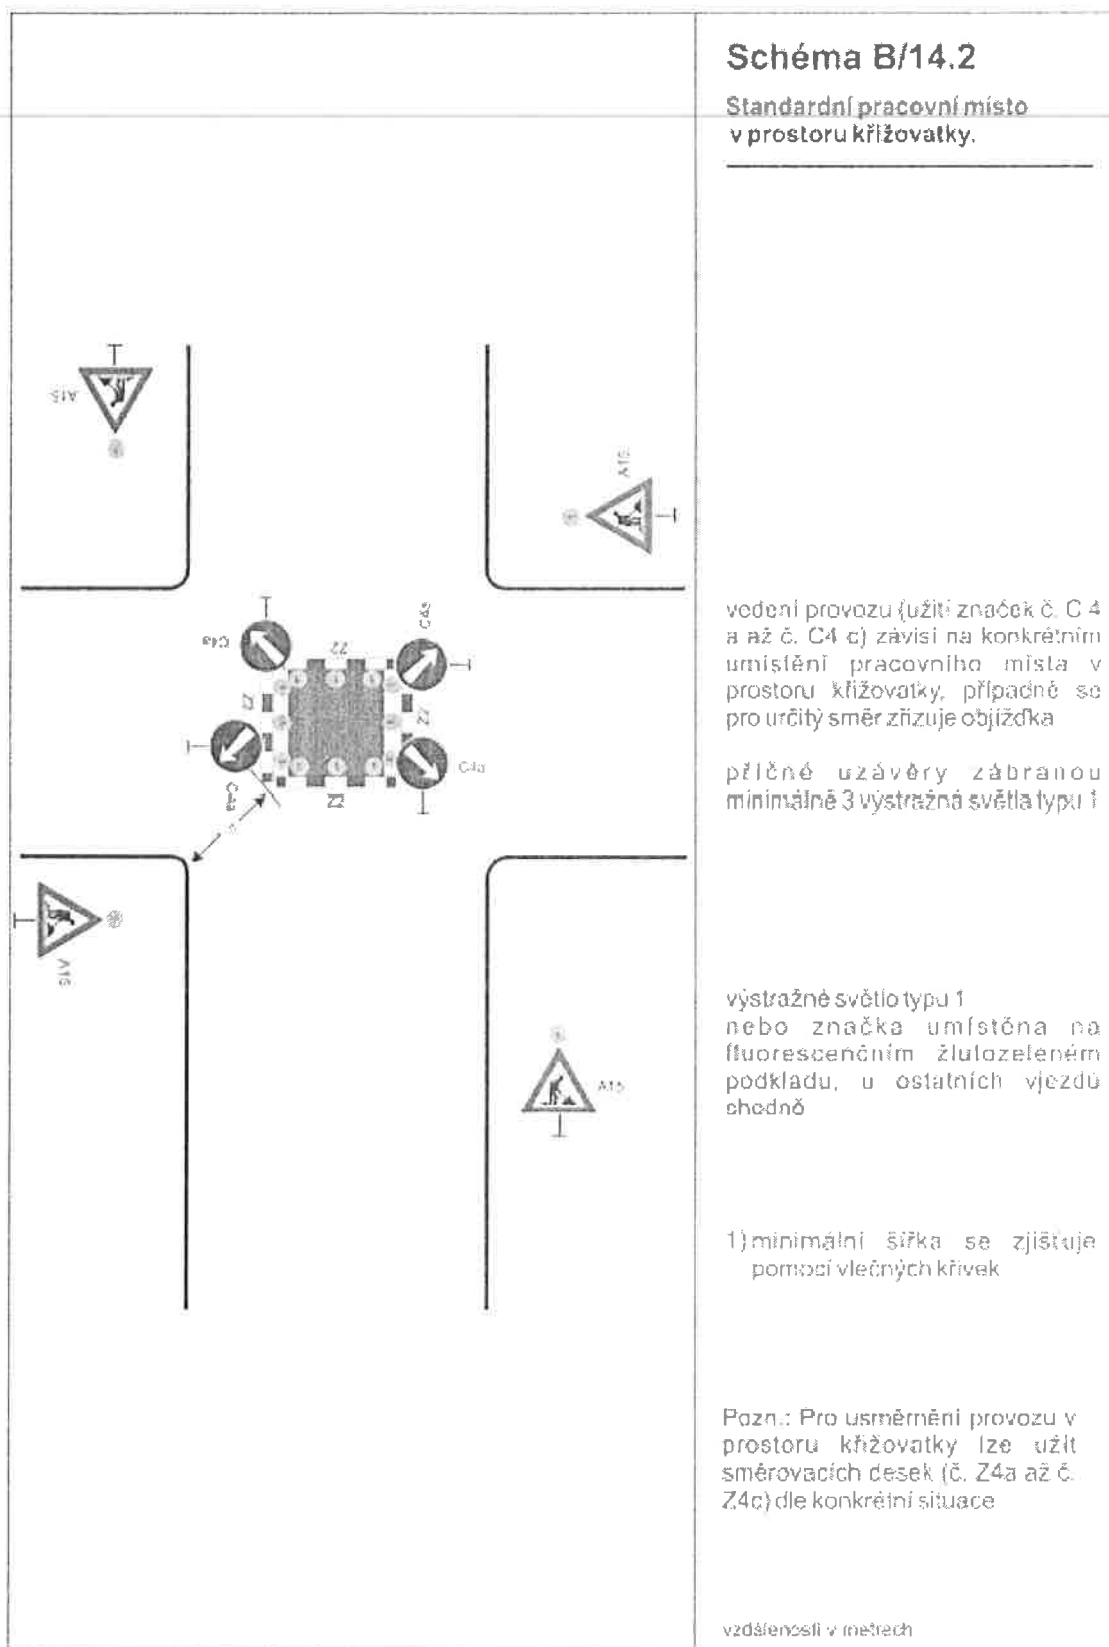 Schéma B/14.2
Standardní pracovní místo
v prostoru křižovatky.
A15
A15
C4a
Z2
C4a
Z2
Z2
C4a
Z2
C4a
A15
A15
vedení provozu (užití značek č. C 4
a až č. C4 c) závisí na konkrétním
umístění pracovního místa v
prostoru křižovatky, případně se
pro určitý směr zřizuje objížďka
příčné uzávěry zábranou
minimálně 3 výstražná světla typu 1
výstražné světlo typu 1
nebo značka umístěna na
fluorescenčním žlutozeleném
podkladu, u ostatních vjezdů
shodně
1) minimální šířka se zjišťuje
pomocí vlečných křivek
Pozn.: Pro usměrnění provozu v
prostoru křižovatky lze užít
směrovacích desek (č. Z4a až č.
Z4c) dle konkrétní situace
vzdálenosti v metrech